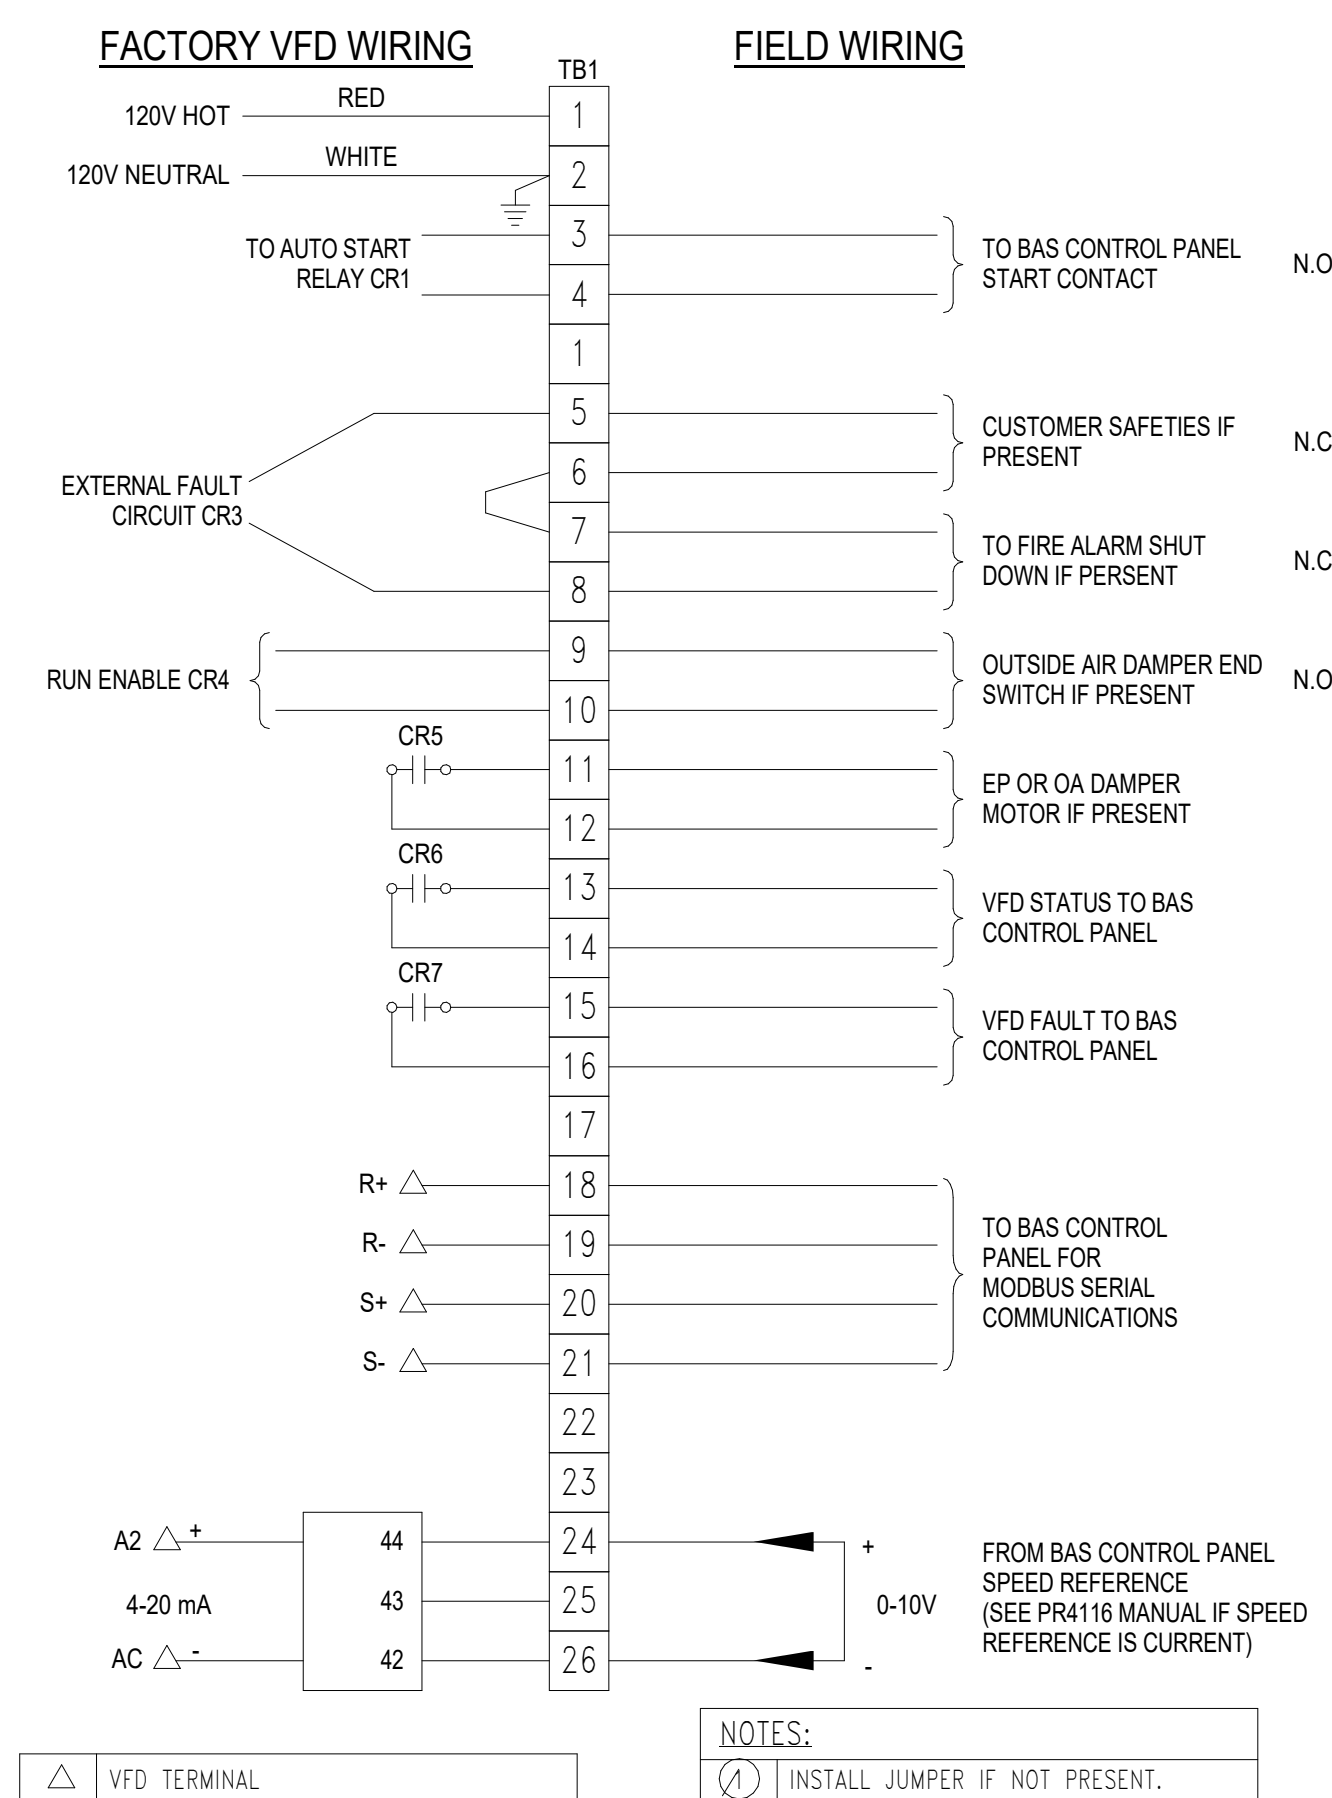 FACTORY VFD WIRING
FIELD WIRING
TB1
120V HOT
RED
1
120V NEUTRAL
WHITE
2
TO AUTO START
RELAY CR1
3
4
TO BAS CONTROL PANEL
START CONTACT
N.O
1
EXTERNAL FAULT
CIRCUIT CR3
5
6
CUSTOMER SAFETIES IF
PRESENT
N.C
7
8
TO FIRE ALARM SHUT
DOWN IF PERSENT
N.C
RUN ENABLE CR4
9
10
OUTSIDE AIR DAMPER END
SWITCH IF PRESENT
N.O
CR5
11
12
EP OR OA DAMPER
MOTOR IF PRESENT
CR6
13
14
VFD STATUS TO BAS
CONTROL PANEL
CR7
15
16
VFD FAULT TO BAS
CONTROL PANEL
17
R+
18
R-
19
S+
20
S-
21
TO BAS CONTROL
PANEL FOR
MODBUS SERIAL
COMMUNICATIONS
22
23
A2 +
44
24
+
4-20 mA
43
25
0-10V
AC -
42
26
-
FROM BAS CONTROL PANEL
SPEED REFERENCE
(SEE PR4116 MANUAL IF SPEED
REFERENCE IS CURRENT)
VFD TERMINAL
NOTES:
1 INSTALL JUMPER IF NOT PRESENT.